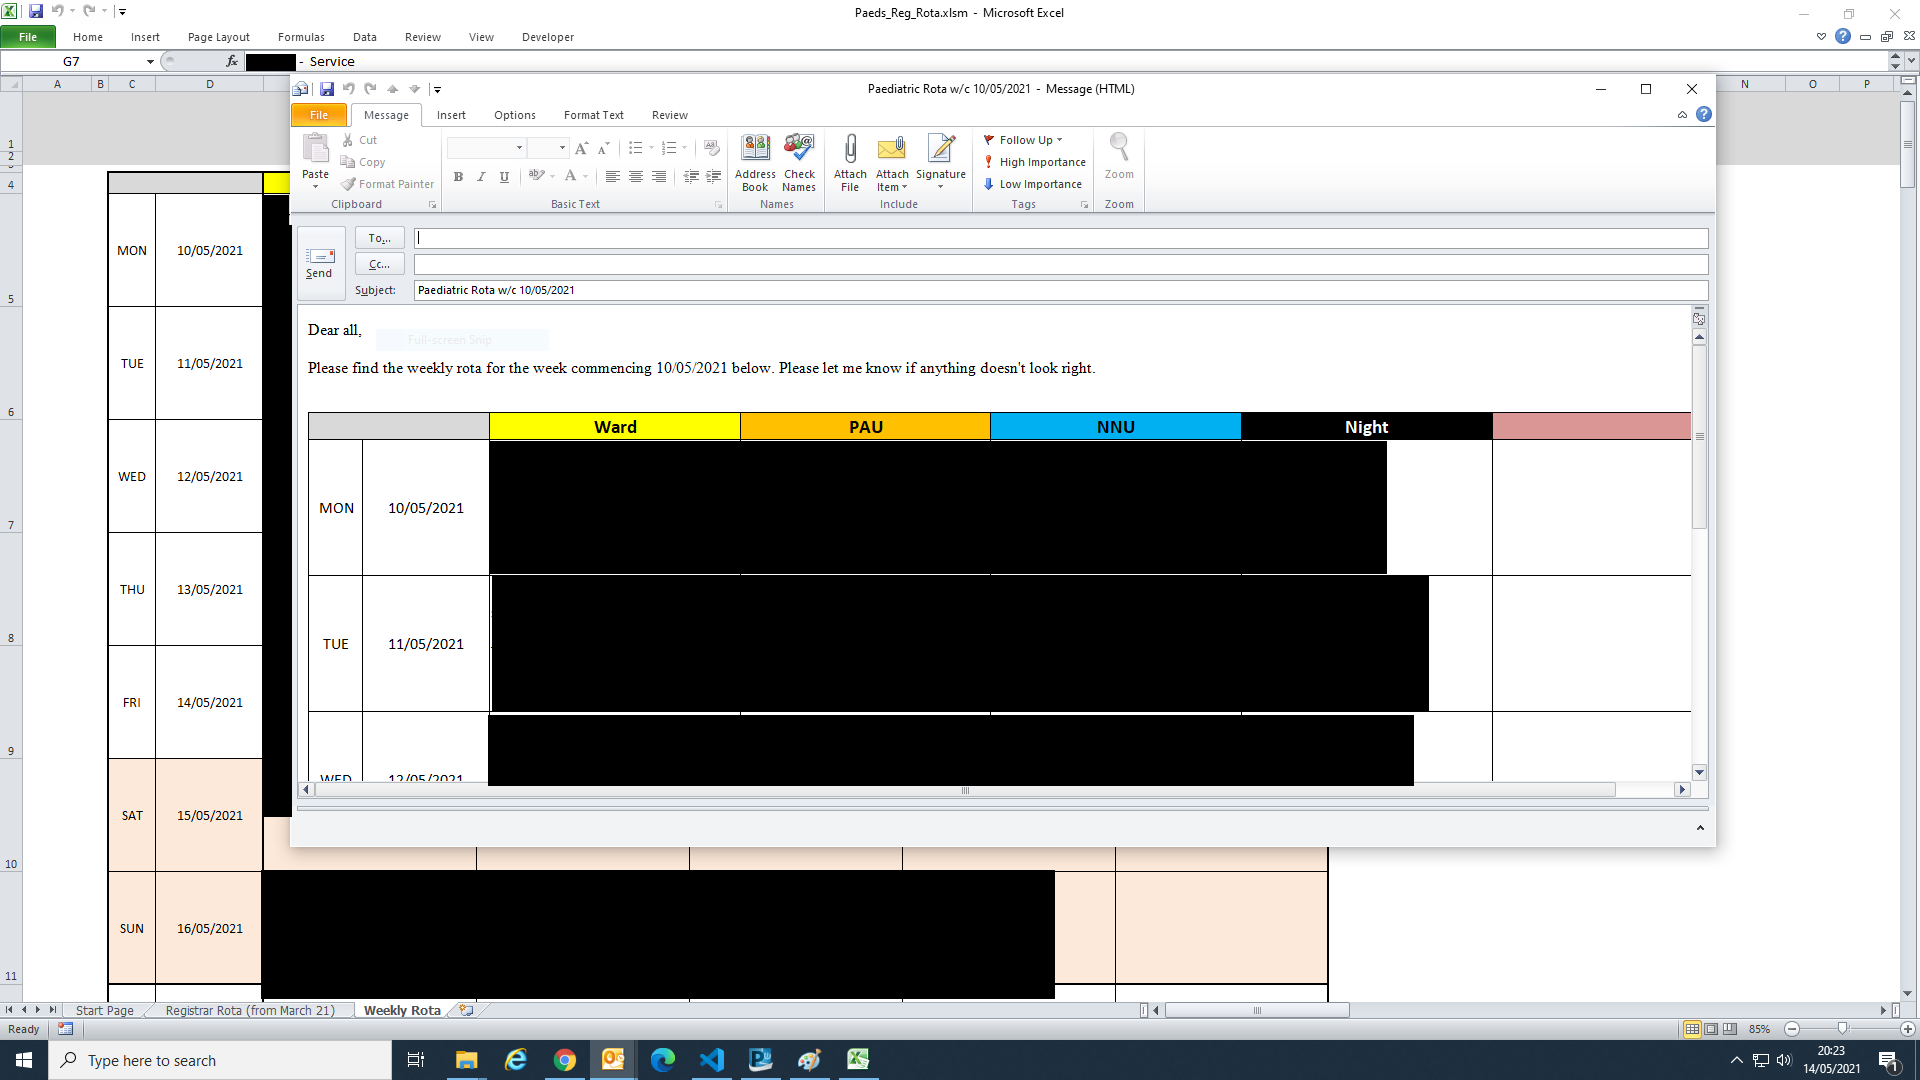 Paeds_Reg_Rota.xlsm - Microsoft Excel
File Home Insert Page Layout Formulas Data Review View Developer
G7 fx - Service
A B C D N O P
Paediatric Rota w/c 10/05/2021 - Message (HTML)
File Message Insert Options Format Text Review
Paste
Cut
Copy
Format Painter
Clipboard
B I U
Basic Text
Address Book
Check Names
Names
Attach File
Attach Item
Signature
Include
Follow Up
High Importance
Low Importance
Tags
Zoom
Zoom
Send
To...
Cc...
Subject: Paediatric Rota w/c 10/05/2021
Dear all,
Full-screen Snip
Please find the weekly rota for the week commencing 10/05/2021 below. Please let me know if anything doesn't look right.
Ward PAU NNU Night
MON 10/05/2021
TUE 11/05/2021
WED 12/05/2021
1
2
4
MON 10/05/2021
5
TUE 11/05/2021
6
WED 12/05/2021
7
THU 13/05/2021
8
FRI 14/05/2021
9
SAT 15/05/2021
10
SUN 16/05/2021
11
Start Page Registrar Rota (from March 21) Weekly Rota
Ready 85%
Type here to search
20:23
14/05/2021
1